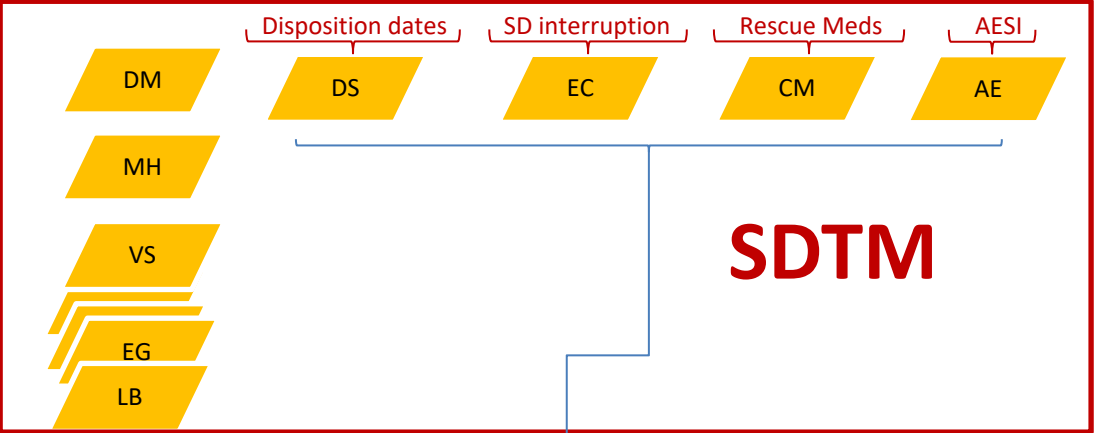 Disposition dates
SD interruption
Rescue Meds
AESI
DM
DS
EC
CM
AE
MH
VS
SDTM
EG
LB